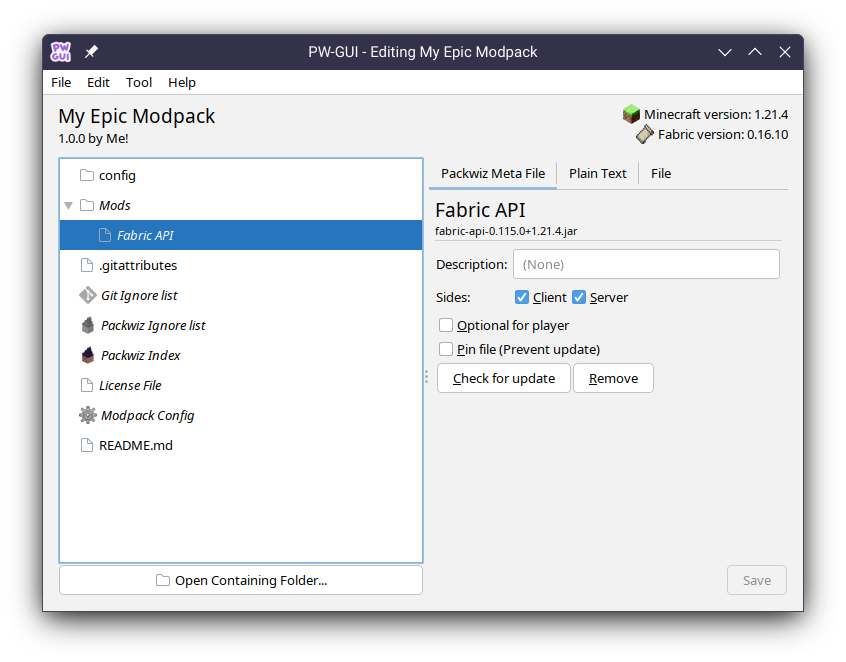 PW GUI
PW-GUI - Editing My Epic Modpack
File Edit Tool Help
My Epic Modpack
1.0.0 by Me!
Minecraft version: 1.21.4
Fabric version: 0.16.10
config
Mods
Fabric API
.gitattributes
Git Ignore list
Packwiz Ignore list
Packwiz Index
License File
Modpack Config
README.md
Open Containing Folder...
Packwiz Meta File Plain Text File
Fabric API
fabric-api-0.115.0+1.21.4.jar
Description: (None)
Sides: Client Server
Optional for player
Pin file (Prevent update)
Check for update Remove
Save